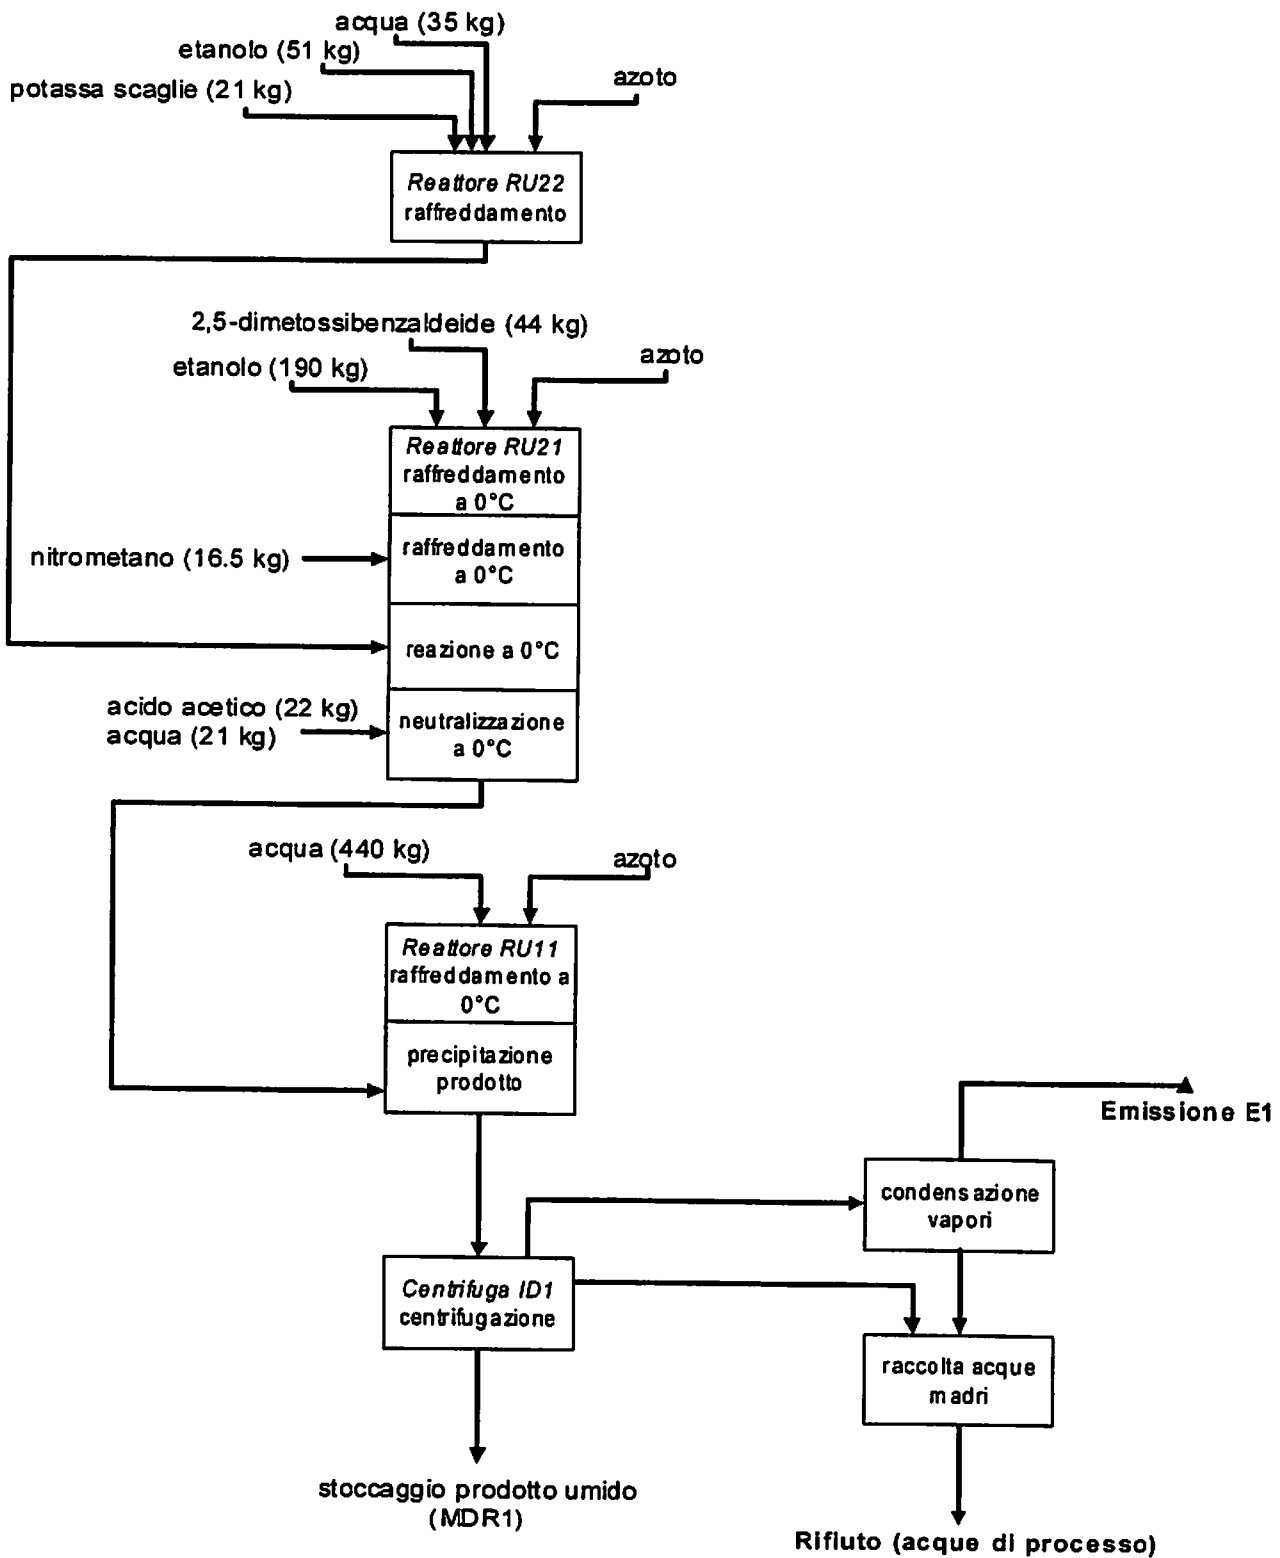 acqua (35 kg)
etanolo (51 kg)
potassa scaglie (21 kg)
azoto
Reattore RU22
raffreddamento
2,5-dimetossibenzaldeide (44 kg)
etanolo (190 kg)
azoto
Reattore RU21
raffreddamento
a 0°C
nitrometano (16.5 kg)
raffreddamento
a 0°C
reazione a 0°C
acido acetico (22 kg)
acqua (21 kg)
neutralizzazione
a 0°C
acqua (440 kg)
azoto
Reattore RU11
raffreddamento a
0°C
precipitazione
prodotto
Emissione E1
condensazione
vapori
Centrifuga ID1
centrifugazione
raccolta acque
madri
stoccaggio prodotto umido
(MDR1)
Rifiuto (acque di processo)